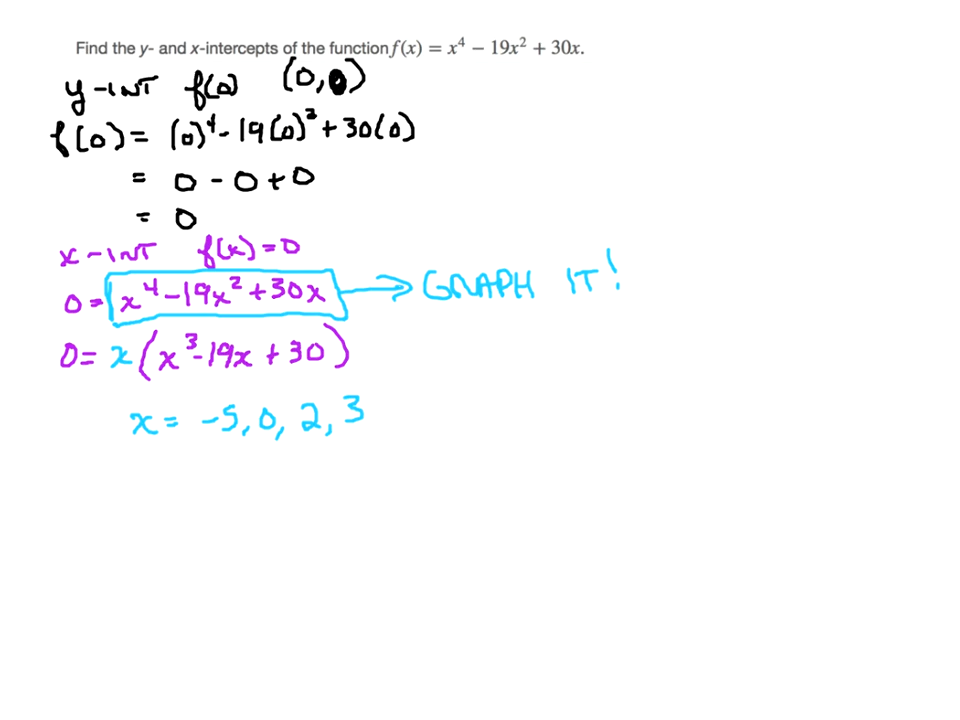 Find the y- and x-intercepts of the function f(x) = x⁴ − 19x² + 30x.
y-INT f(0) (0,0)
f(0) = (0)⁴ - 19(0)² + 30(0)
= 0 - 0 + 0
= 0
x-INT f(x) = 0
0 = x⁴ - 19x² + 30x → GRAPH IT!
0 = x(x³ - 19x + 30)
x = -5, 0, 2, 3